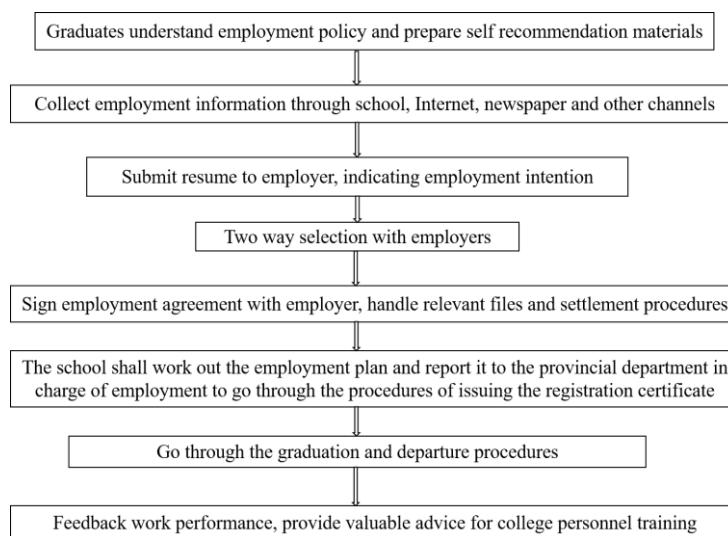 Graduates understand employment policy and prepare self recommendation materials
Collect employment information through school, Internet, newspaper and other channels
Submit resume to employer, indicating employment intention
Two way selection with employers
Sign employment agreement with employer, handle relevant files and settlement procedures
The school shall work out the employment plan and report it to the provincial department in
charge of employment to go through the procedures of issuing the registration certificate
Go through the graduation and departure procedures
Feedback work performance, provide valuable advice for college personnel training